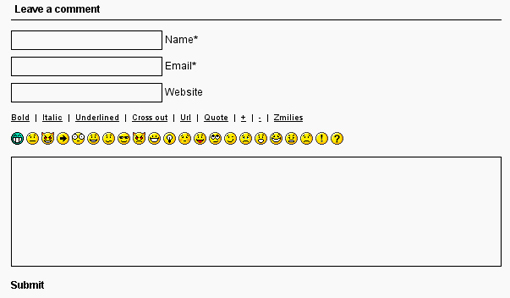 Leave a comment
Name*
Email*
Website
Bold | Italic | Underlined | Cross out | Url | Quote | + | - | Zmilies
Submit